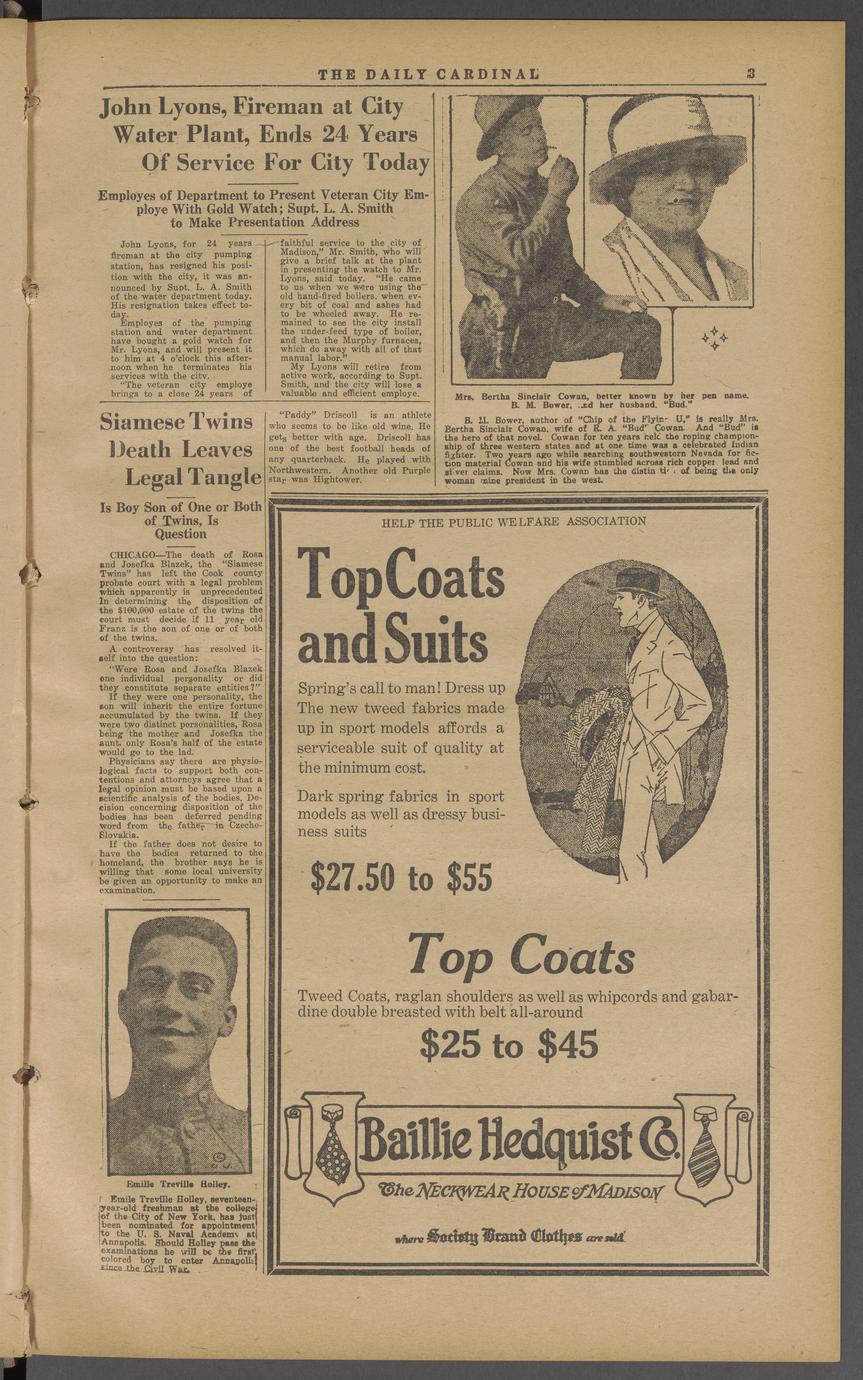 THE DAILY CARDINAL
3
John Lyons, Fireman at City
Water Plant, Ends 24 Years
Of Service For City Today
Employes of Department to Present Veteran City Em-
ploye With Gold Watch; Supt. L. A. Smith
to Make Presentation Address
John Lyons, for 24 years
fireman at the city pumping
station, has resigned his posi-
tion with the city, it was an-
nounced by Supt. L. A. Smith
of the water department today.
His resignation takes effect to-
day.
Employes of the pumping
station and water department
have bought a gold watch for
Mr. Lyons, and will present it
to him at 4 o'clock this after-
noon when he terminates his
services with the city.
"The veteran city employe
brings to a close 24 years of
faithful service to the city of
Madison," Mr. Smith, who will
give a brief talk at the plant
in presenting the watch to Mr.
Lyons, said today. "He came
to us when we were using the
old hand-fired boilers, when ev-
ery bit of coal and ashes had
to be wheeled away. He re-
mained to see the city install
the under-feed type of boiler,
and then the Murphy furnaces,
which do away with all of that
manual labor."
My Lyons will retire from
active work, according to Supt.
Smith, and the city will lose a
valuable and efficient employe.
Mrs. Bertha Sinclair Cowan, better known by her pen name,
B. M. Bower, and her husband, "Bud."
B. M. Bower, author of "Chip of the Flyin- U," is really Mrs.
Bertha Sinclair Cowan, wife of R. A. "Bud" Cowan. And "Bud" is
the hero of that novel. Cowan for ten years held the roping champion-
ship of three western states and at one time was a celebrated Indian
fighter. Two years ago while searching southwestern Nevada for fic-
tion material Cowan and his wife stumbled across rich copper lead and
silver claims. Now Mrs. Cowan has the of being the only
woman mine president in the west.
Siamese Twins
Death Leaves
Legal Tangle
Is Boy Son of One or Both
of Twins, Is
Question
CHICAGO—The death of Rosa
and Josefka Blazek, the "Siamese
Twins" has left the Cook county
probate court with a legal problem
which apparently is unprecedented
In determining the disposition of
the $100,000 estate of the twins the
court must decide if 11 year old
Franz is the son of one or of both
of the twins.
A controversy has resolved it-
self into the question:
"Were Rosa and Josefka Blazek
one individual personality or did
they constitute separate entities?"
If they were one personality, the
son will inherit the entire fortune
accumulated by the twins. If they
were two distinct personalities, Rosa
being the mother and Josefka the
aunt, only Rosa's half of the estate
would go to the lad.
Physicians say there are physio-
logical facts to support both con-
tentions and attorneys agree that a
legal opinion must be based upon a
scientific analysis of the bodies. De-
cision concerning disposition of the
bodies has been deferred pending
word from the father in Czecho-
Slovakia.
If the father does not desire to
have the bodies returned to the
homeland, the brother says he is
willing that some local university
be given an opportunity to make an
examination.
"Paddy" Driscoll is an athlete
who seems to be like old wine. He
gets better with age. Driscoll has
one of the best football heads of
any quarterback. He played with
Northwestern. Another old Purple
star was Hightower.
Emile Treville Holley.
Emile Treville Holley, seventeen-
year-old freshman at the college
of the City of New York, has just
been nominated for appointment
to the U. S. Naval Academy at
Annapolis. Should Holley pass the
examinations he will be the first
colored boy to enter Annapolis
since the Civil War.
HELP THE PUBLIC WELFARE ASSOCIATION
Top Coats
and Suits
Spring's call to man! Dress up
The new tweed fabrics made
up in sport models affords a
serviceable suit of quality at
the minimum cost.
Dark spring fabrics in sport
models as well as dressy busi-
ness suits
$27.50 to $55
Top Coats
Tweed Coats, raglan shoulders as well as whipcords and gabar-
dine double breasted with belt all-around
$25 to $45
Baillie Hedquist Co.
The NECKWEAR HOUSE of MADISON
where Society Brand Clothes are sold